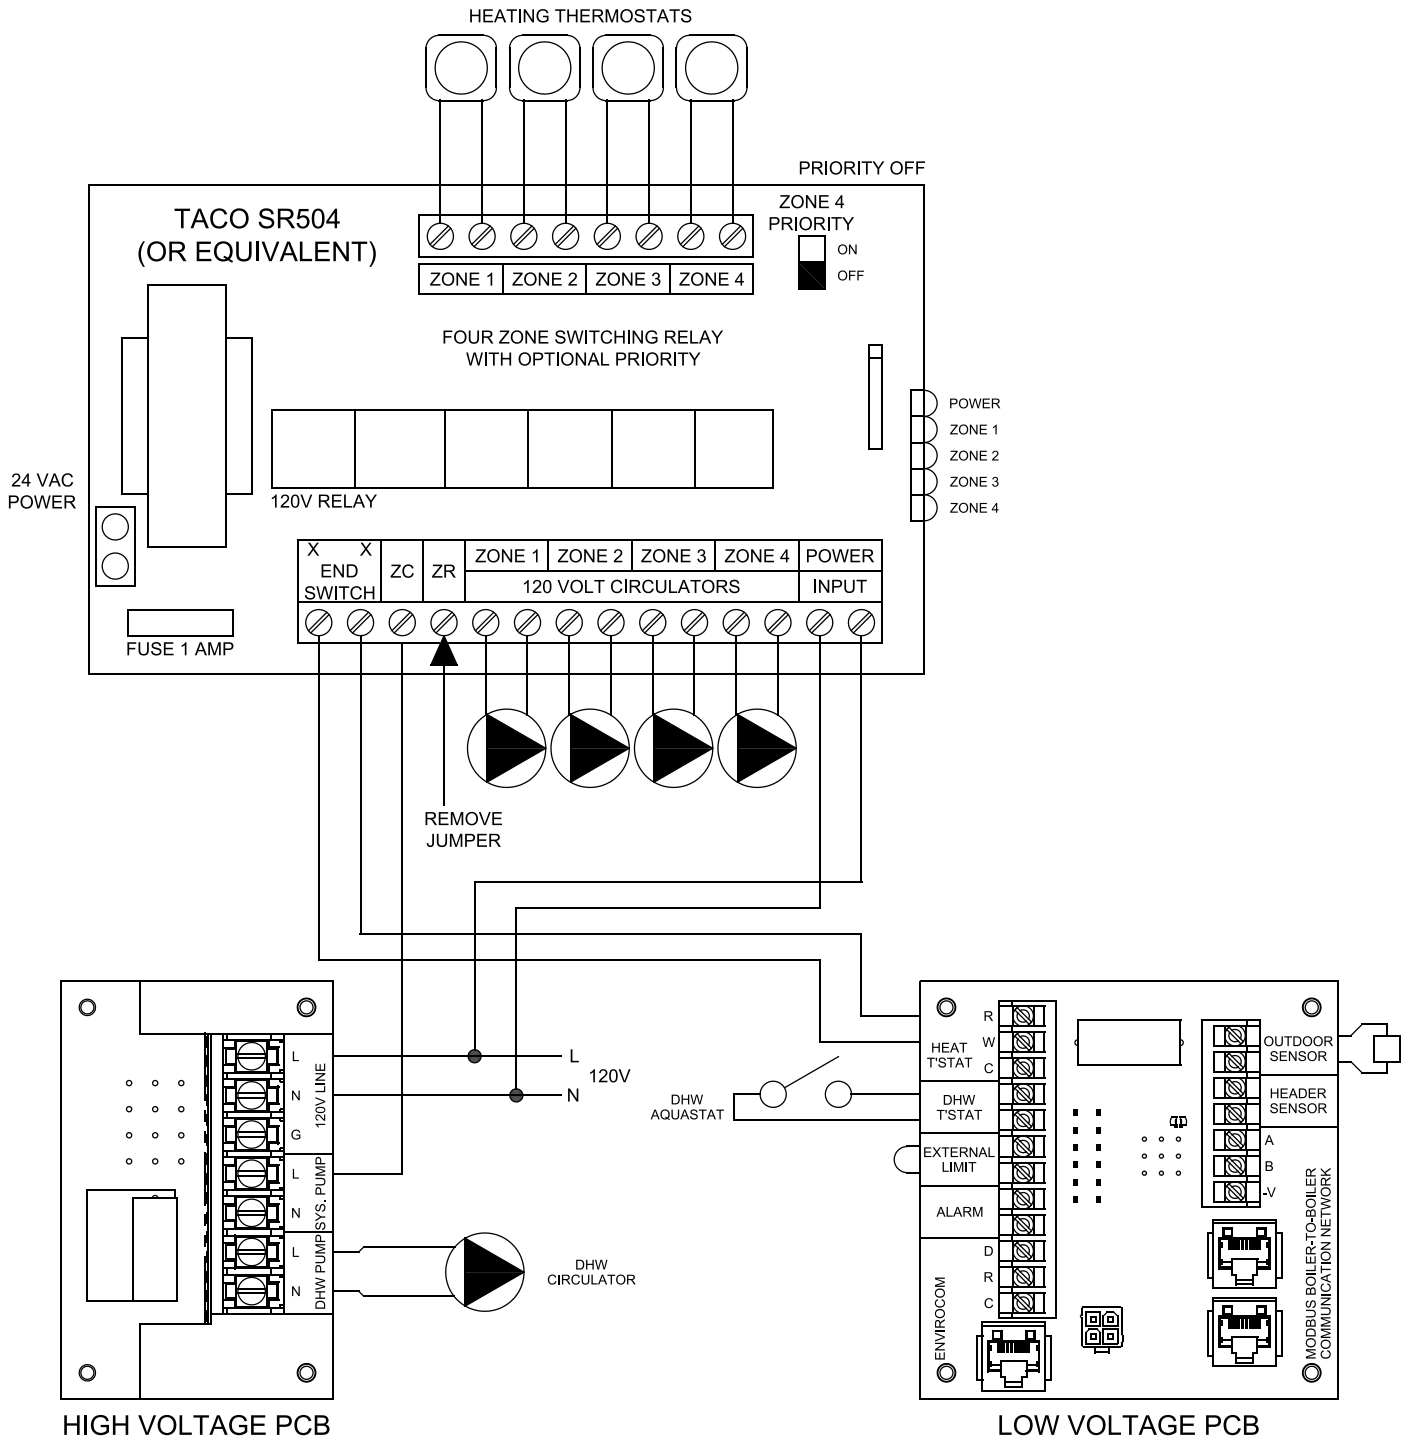 HEATING THERMOSTATS
PRIORITY OFF
TACO SR504
(OR EQUIVALENT)
ZONE 4
PRIORITY
ON
OFF
ZONE 1 ZONE 2 ZONE 3 ZONE 4
FOUR ZONE SWITCHING RELAY
WITH OPTIONAL PRIORITY
POWER
ZONE 1
ZONE 2
ZONE 3
ZONE 4
24 VAC
POWER
120V RELAY
X X
END
SWITCH
ZC
ZR
ZONE 1 ZONE 2 ZONE 3 ZONE 4 POWER
120 VOLT CIRCULATORS INPUT
FUSE 1 AMP
REMOVE
JUMPER
L
N
G
120V LINE
L
N
SYS. PUMP
L
N
DHW PUMP
L
120V
N
DHW
CIRCULATOR
HIGH VOLTAGE PCB
DHW
AQUASTAT
R
W
C
HEAT
T'STAT
DHW
T'STAT
EXTERNAL
LIMIT
ALARM
D
R
C
ENVIROCOM
OUTDOOR
SENSOR
HEADER
SENSOR
A
B
-V
MODBUS BOILER-TO-BOILER
COMMUNICATION NETWORK
LOW VOLTAGE PCB